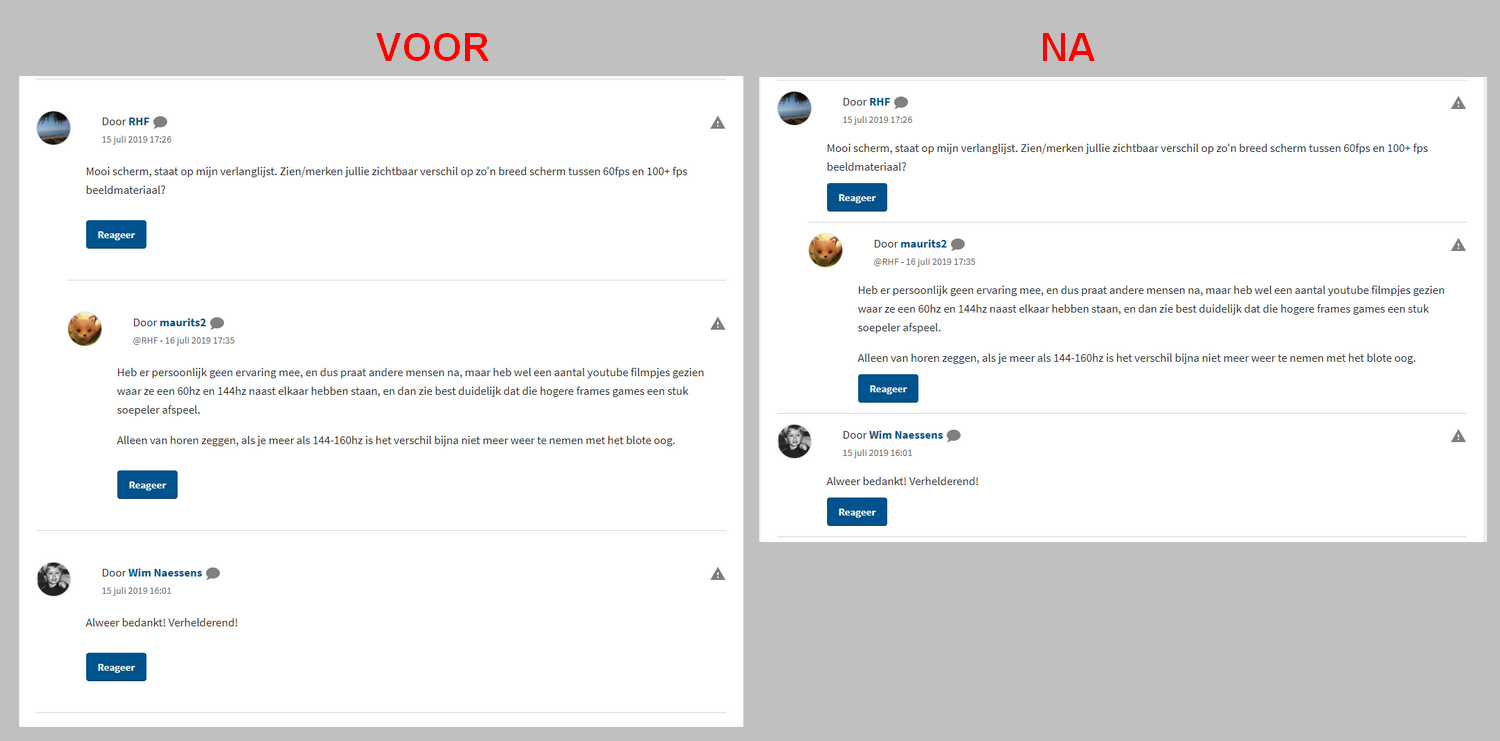 VOOR
Door RHF
15 juli 2019 17:26
Mooi scherm, staat op mijn verlanglijst. Zien/merken jullie zichtbaar verschil op zo'n breed scherm tussen 60fps en 100+ fps
beeldmateriaal?
Reageer
Door maurits2
@RHF - 16 juli 2019 17:35
Heb er persoonlijk geen ervaring mee, en dus praat andere mensen na, maar heb wel een aantal youtube filmpjes gezien
waar ze een 60hz en 144hz naast elkaar hebben staan, en dan zie best duidelijk dat die hogere frames games een stuk
soepeler afspeel.
Alleen van horen zeggen, als je meer als 144-160hz is het verschil bijna niet meer weer te nemen met het blote oog.
Reageer
Door Wim Naessens
15 juli 2019 16:01
Alweer bedankt! Verhelderend!
Reageer
NA
Door RHF
15 juli 2019 17:26
Mooi scherm, staat op mijn verlanglijst. Zien/merken jullie zichtbaar verschil op zo'n breed scherm tussen 60fps en 100+ fps
beeldmateriaal?
Reageer
Door maurits2
@RHF - 16 juli 2019 17:35
Heb er persoonlijk geen ervaring mee, en dus praat andere mensen na, maar heb wel een aantal youtube filmpjes gezien
waar ze een 60hz en 144hz naast elkaar hebben staan, en dan zie best duidelijk dat die hogere frames games een stuk
soepeler afspeel.
Alleen van horen zeggen, als je meer als 144-160hz is het verschil bijna niet meer weer te nemen met het blote oog.
Reageer
Door Wim Naessens
15 juli 2019 16:01
Alweer bedankt! Verhelderend!
Reageer